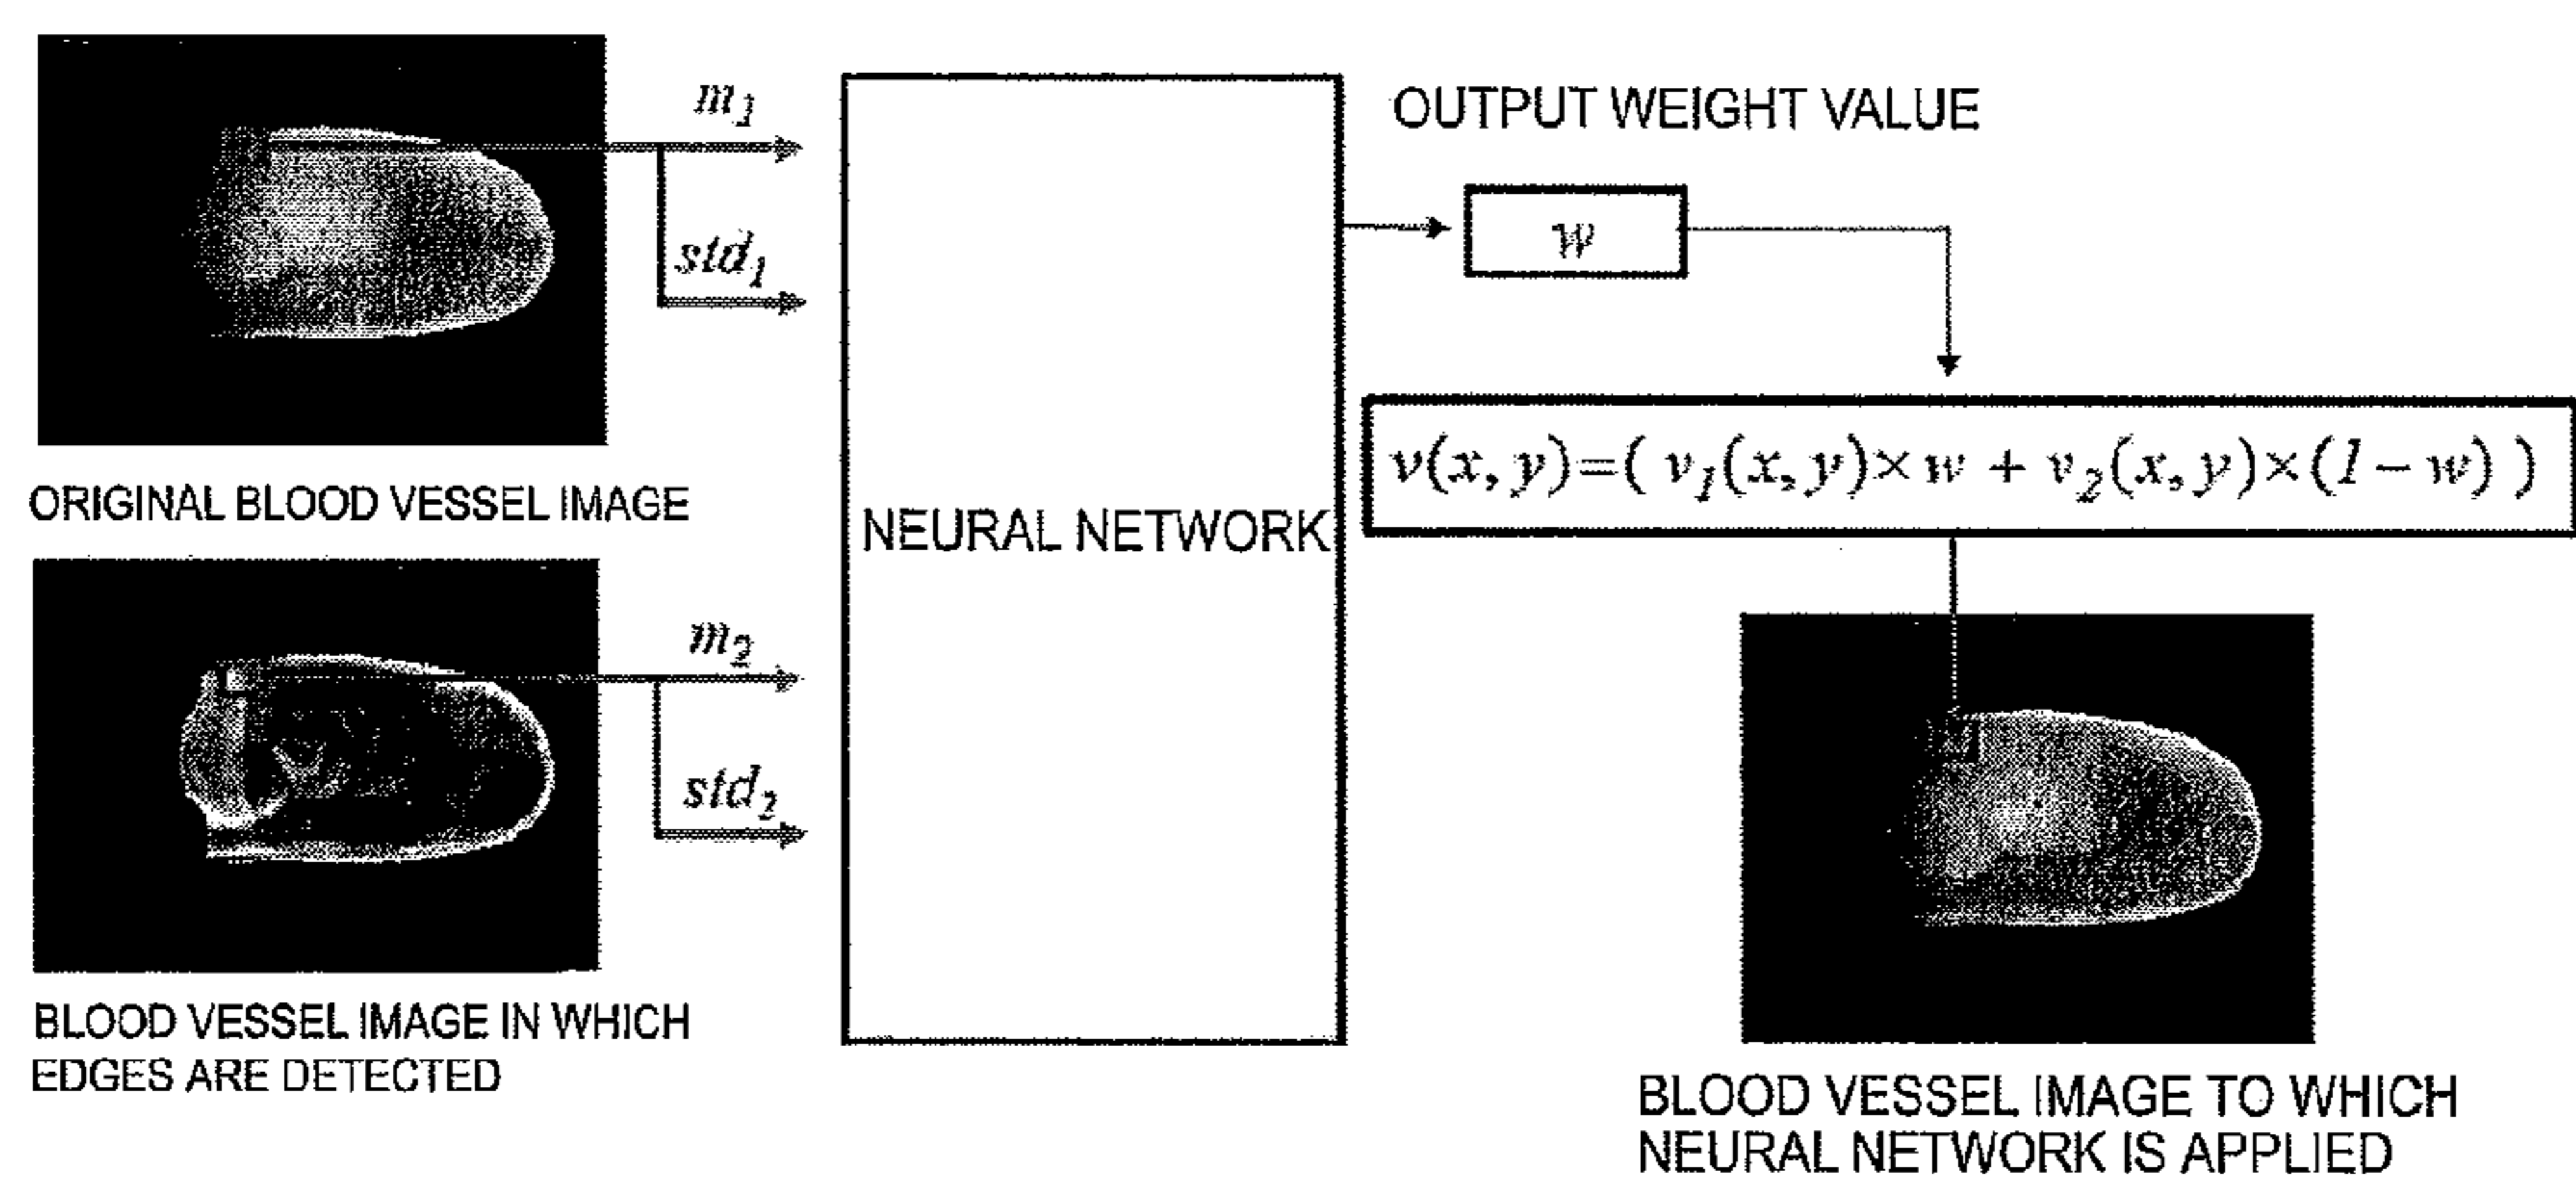 m₁
std₁
ORIGINAL BLOOD VESSEL IMAGE
m₂
std₂
BLOOD VESSEL IMAGE IN WHICH
EDGES ARE DETECTED
NEURAL NETWORK
OUTPUT WEIGHT VALUE
w
v(x, y)=( v₁(x, y)×w + v₂(x, y)×(1−w) )
BLOOD VESSEL IMAGE TO WHICH
NEURAL NETWORK IS APPLIED